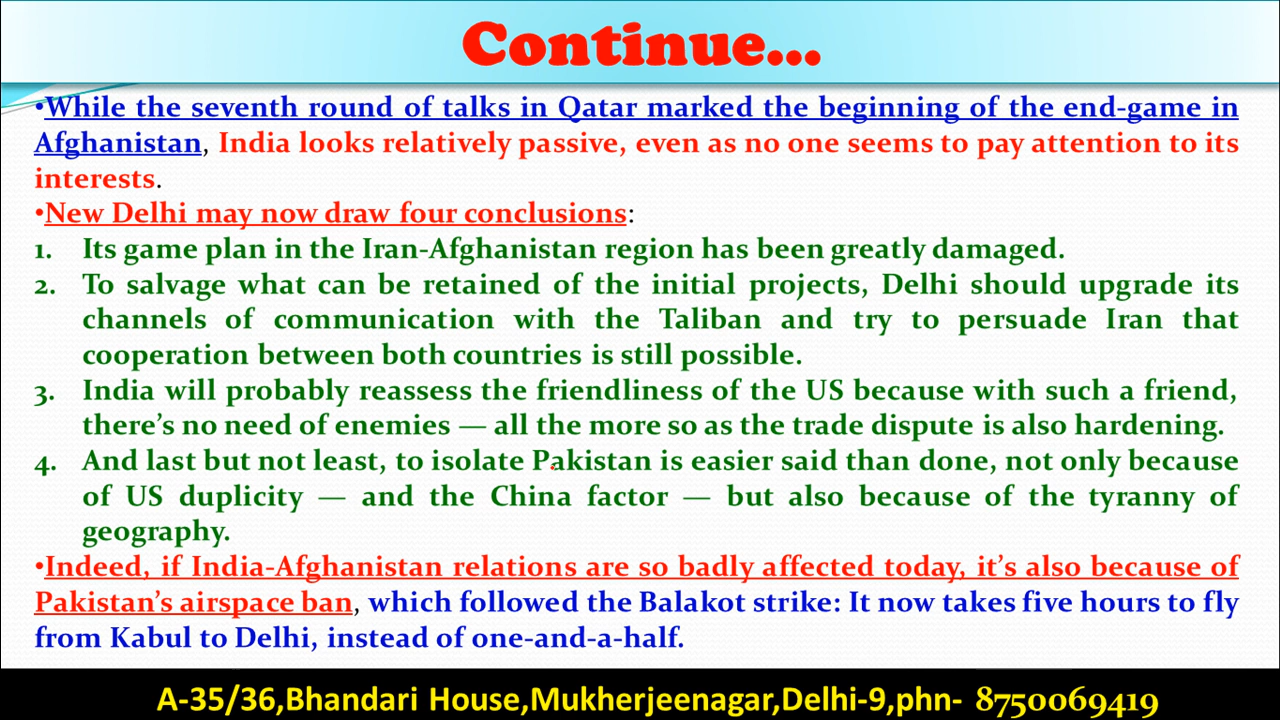 Continue...
•While the seventh round of talks in Qatar marked the beginning of the end-game in
Afghanistan, India looks relatively passive, even as no one seems to pay attention to its
interests.
•New Delhi may now draw four conclusions:
1. Its game plan in the Iran-Afghanistan region has been greatly damaged.
2. To salvage what can be retained of the initial projects, Delhi should upgrade its
channels of communication with the Taliban and try to persuade Iran that
cooperation between both countries is still possible.
3. India will probably reassess the friendliness of the US because with such a friend,
there’s no need of enemies — all the more so as the trade dispute is also hardening.
4. And last but not least, to isolate Pakistan is easier said than done, not only because
of US duplicity — and the China factor — but also because of the tyranny of
geography.
•Indeed, if India-Afghanistan relations are so badly affected today, it’s also because of
Pakistan’s airspace ban, which followed the Balakot strike: It now takes five hours to fly
from Kabul to Delhi, instead of one-and-a-half.
A-35/36,Bhandari House,Mukherjeenagar,Delhi-9,phn- 8750069419